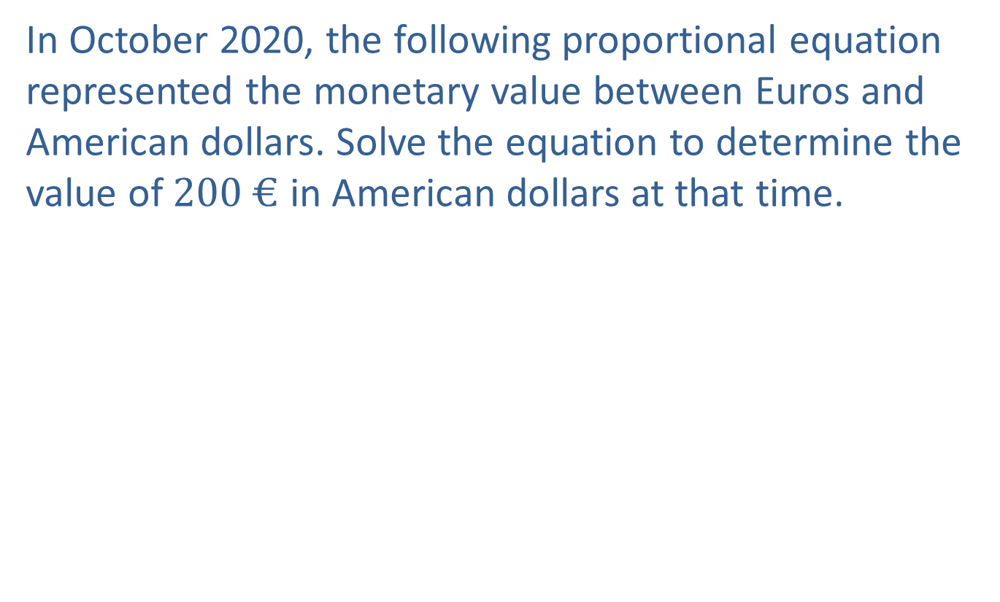 In October 2020, the following proportional equation
represented the monetary value between Euros and
American dollars. Solve the equation to determine the
value of 200 € in American dollars at that time.